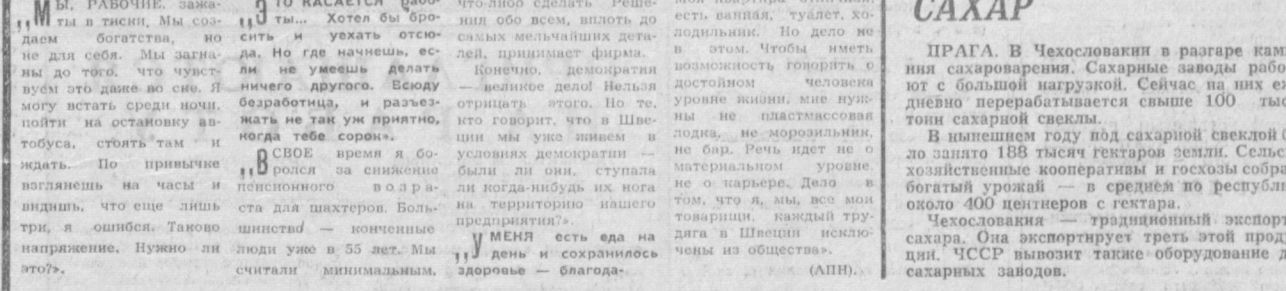 ,,МЫ, РАБОЧИЕ, зажа-
ты в тиски. Мы соз-
даем богатства, но
не для себя. Мы загна-
ны до того, что чувст-
вуем это даже во сне. Я
могу встать среди ночи,
пойти на остановку ав-
тобуса, стоять там и
ждать. По привычке
взглянешь на часы и
видишь, что еще лишь
три, я ошибся. Таково
напряжение. Нужно ли
это?».
,,ЭТО КАСАЕТСЯ рабо-
ты... Хотел бы бро-
сить и уехать отсю-
да. Но где начнешь, ес-
ли не умеешь делать
ничего другого. Всюду
безработица, и разъез-
жать не так уж приятно,
когда тебе сорок».
,,В СВОЕ время я бо-
ролся за снижение
пенсионного возра-
ста для шахтеров. Боль-
шинство — конченные
люди уже в 55 лет. Мы
считали минимальным,
что-либо сделать. Реше-
ния обо всем, вплоть до
самых мельчайших дета-
лей, принимает фирма.
Конечно, демократия
— великое дело! Нельзя
отрицать этого. Но те,
кто говорит, что в Шве-
ции мы уже живем в
условиях демократии —
были ли они, ступала
ли когда-нибудь их нога
на территорию нашего
предприятия?».
,,У МЕНЯ есть еда на
день и сохранилось
здоровье — благода-
есть ванная, туалет, хо-
лодильник. Но дело не
в этом. Чтобы иметь
возможность говорить о
достойном человека
уровне жизни, мне нуж-
ны не пластмассовая
лодка, не морозильник,
не бар. Речь идет не о
материальном уровне,
не о карьере. Дело в
том, что я, мы, все мои
товарищи, каждый тру-
дяга в Швеции исклю-
чены из общества».
(АПН).
САХАР
ПРАГА. В Чехословакии в разгаре кам
ния сахароварения. Сахарные заводы рабо
ют с большой нагрузкой. Сейчас на них еж
дневно перерабатывается свыше 100 тыс
тонн сахарной свеклы.
В нынешнем году под сахарной свеклой
ло занято 188 тысяч гектаров земли. Сельс
хозяйственные кооперативы и госхозы собра
богатый урожай — в среднем по республи
около 400 центнеров с гектара.
Чехословакия — традиционный экспор
сахара. Она экспортирует треть этой прод
ции. ЧССР вывозит также оборудование д
сахарных заводов.